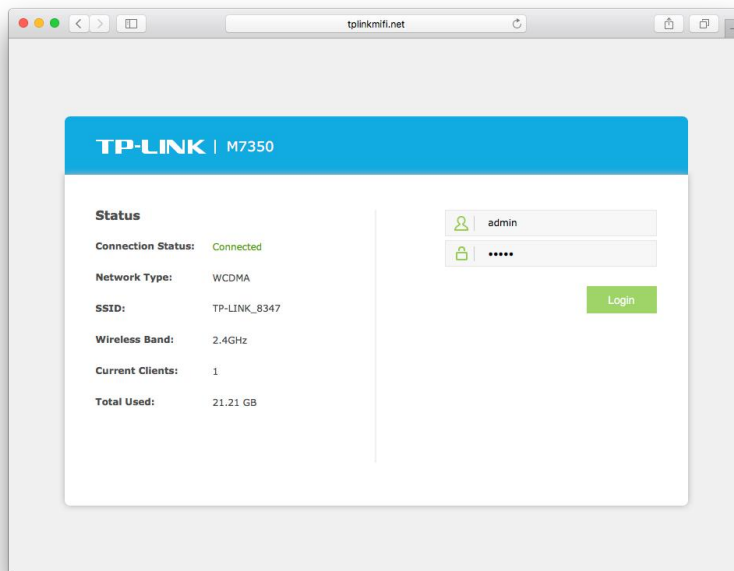 tplinkmifi.net
TP-LINK | M7350
Status
Connection Status: Connected
Network Type: WCDMA
SSID: TP-LINK_8347
Wireless Band: 2.4GHz
Current Clients: 1
Total Used: 21.21 GB
admin
•••••
Login